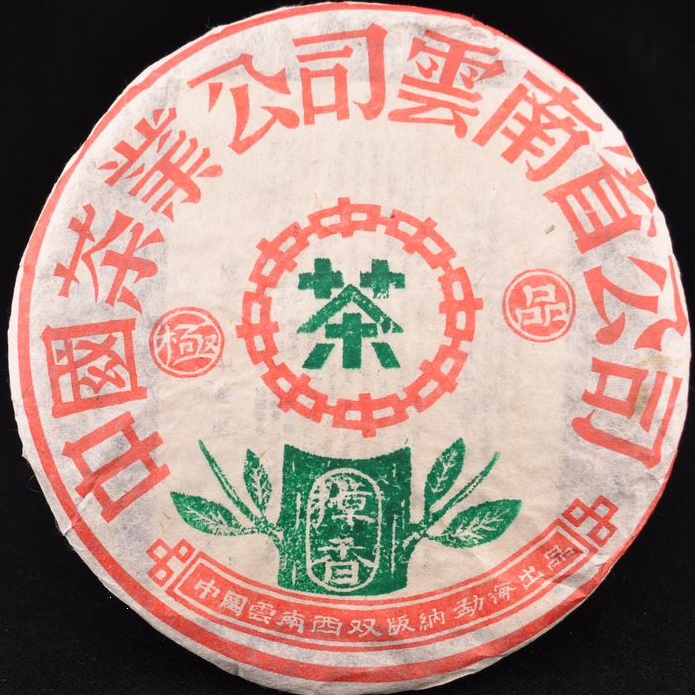 中國茶業公司雲南省公司
極
品
茶
樟香
中國雲南西双版納勐海出品